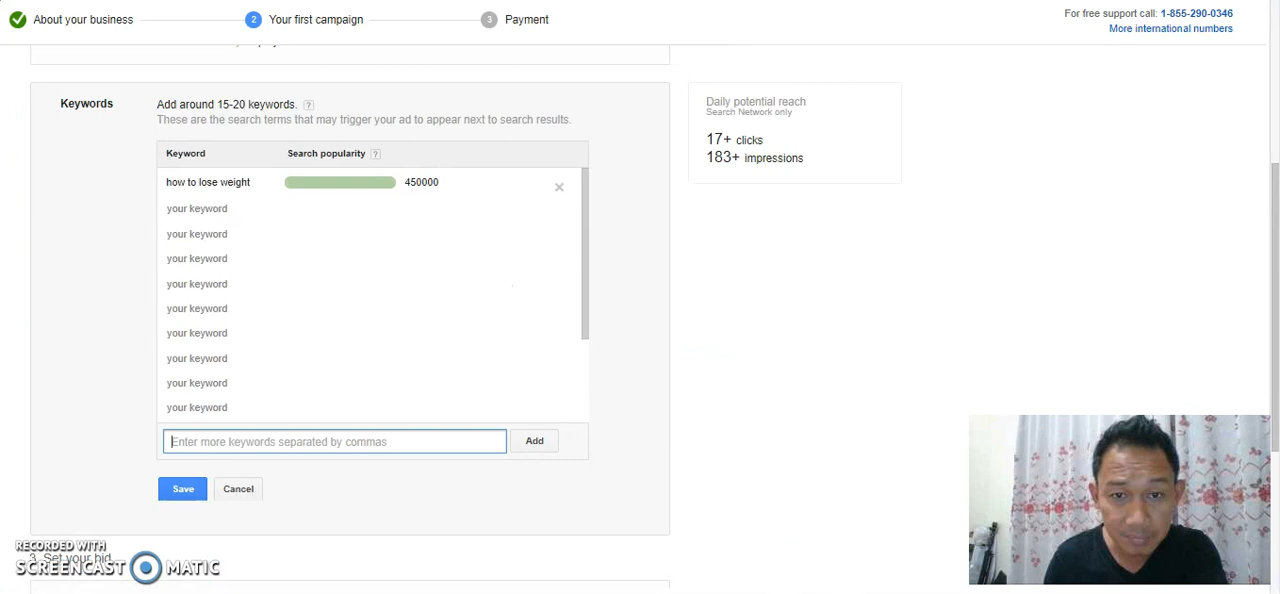 About your business
2 Your first campaign
3 Payment
For free support call: 1-855-290-0346
More international numbers
Keywords
Add around 15-20 keywords. ?
These are the search terms that may trigger your ad to appear next to search results.
Keyword Search popularity ?
how to lose weight 450000
your keyword
your keyword
your keyword
your keyword
your keyword
your keyword
your keyword
your keyword
your keyword
Enter more keywords separated by commas Add
Save Cancel
Daily potential reach
Search Network only
17+ clicks
183+ impressions
3. Set your bid
RECORDED WITH
SCREENCAST MATIC